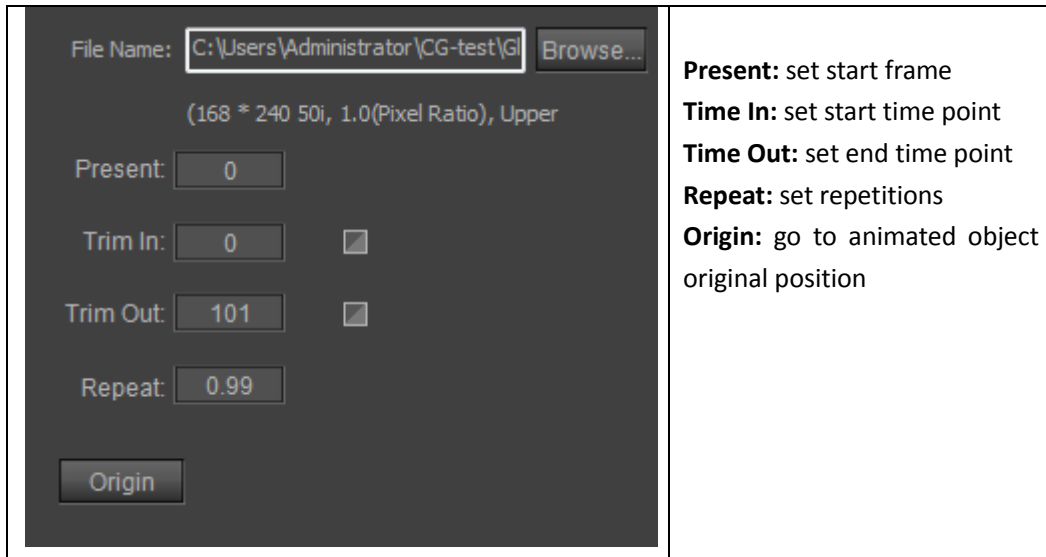 File Name: C:\Users\Administrator\CG-test\Gl Browse...
(168 * 240 50i, 1.0(Pixel Ratio), Upper
Present: 0
Trim In: 0
Trim Out: 101
Repeat: 0.99
Origin
Present: set start frame
Time In: set start time point
Time Out: set end time point
Repeat: set repetitions
Origin: go to animated object
original position